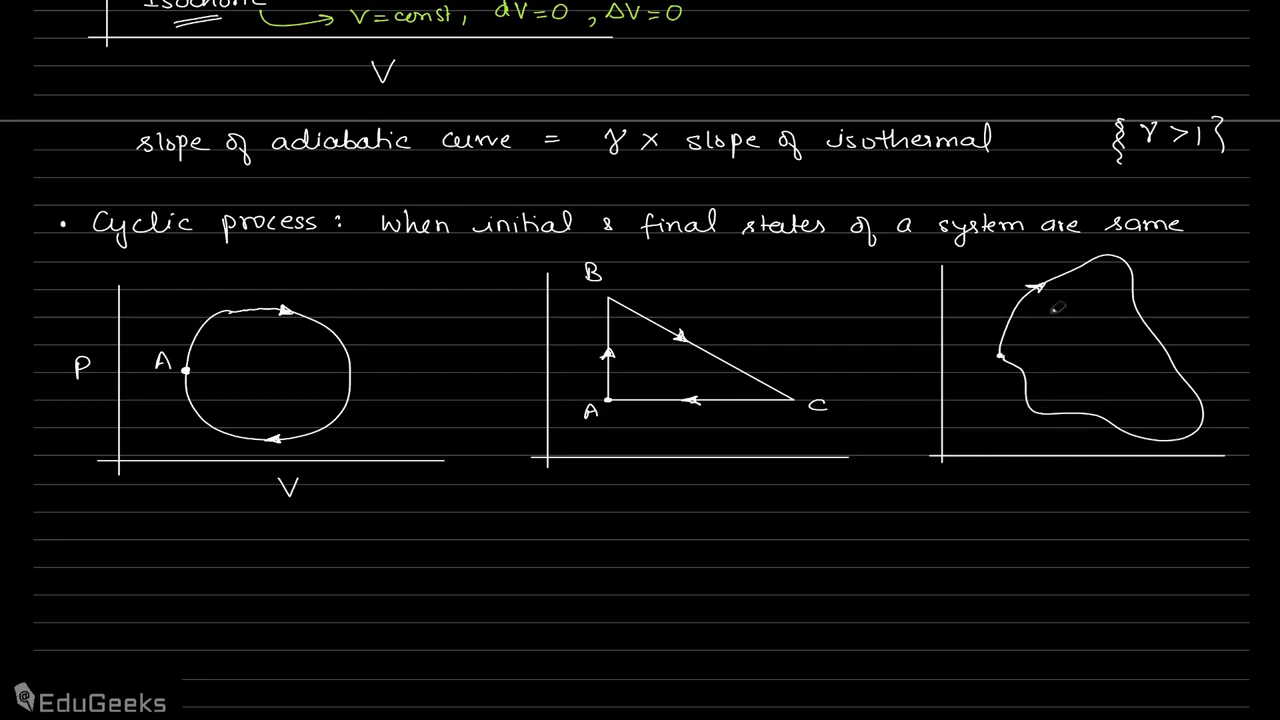 Isochoric → V = const, dV = 0, ΔV = 0
V
slope of adiabatic curve = γ × slope of isothermal {γ > 1}
• Cyclic process: When initial & final states of a system are same
B
P A
A C
V
EduGeeks